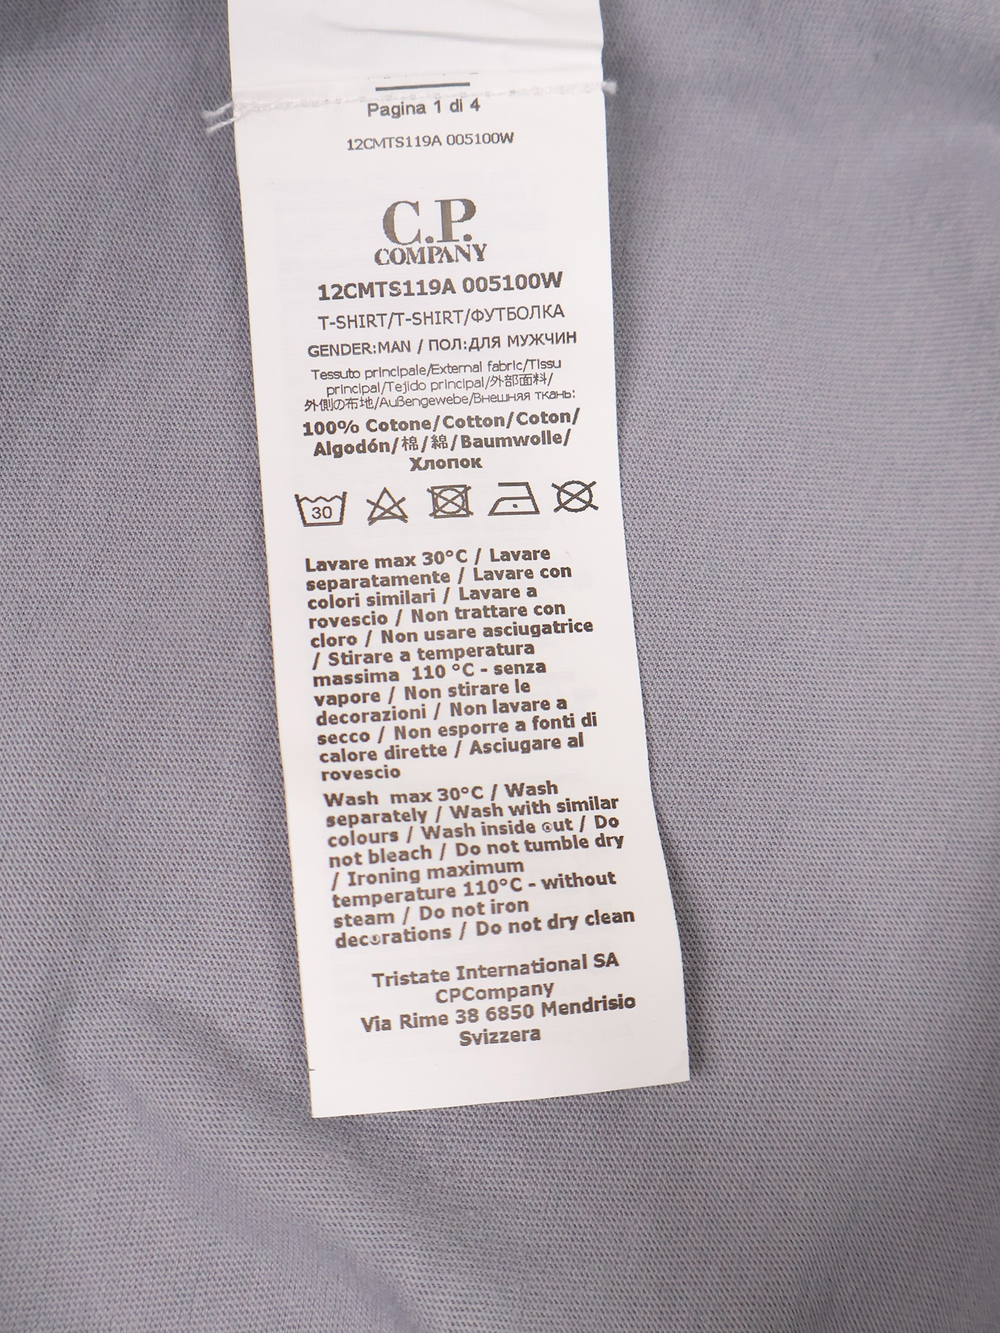 Pagina 1 di 4
12CMTS119A 005100W
C.P.
COMPANY
12CMTS119A 005100W
T-SHIRT/T-SHIRT/ФУТБОЛКА
GENDER:MAN / ПОЛ:ДЛЯ МУЖЧИН
Tessuto principale/External fabric/Tissu
principal/Tejido principal/外部面料/
外側の布地/Außengewebe/Внешняя ткань:
100% Cotone/Cotton/Coton/
Algodón/棉/綿/Baumwolle/
Хлопок
30
Lavare max 30°C / Lavare
separatamente / Lavare con
colori similari / Lavare a
rovescio / Non trattare con
cloro / Non usare asciugatrice
/ Stirare a temperatura
massima 110 °C - senza
vapore / Non stirare le
decorazioni / Non lavare a
secco / Non esporre a fonti di
calore dirette / Asciugare al
rovescio
Wash max 30°C / Wash
separately / Wash with similar
colours / Wash inside out / Do
not bleach / Do not tumble dry
/ Ironing maximum
temperature 110°C - without
steam / Do not iron
decorations / Do not dry clean
Tristate International SA
CPCompany
Via Rime 38 6850 Mendrisio
Svizzera